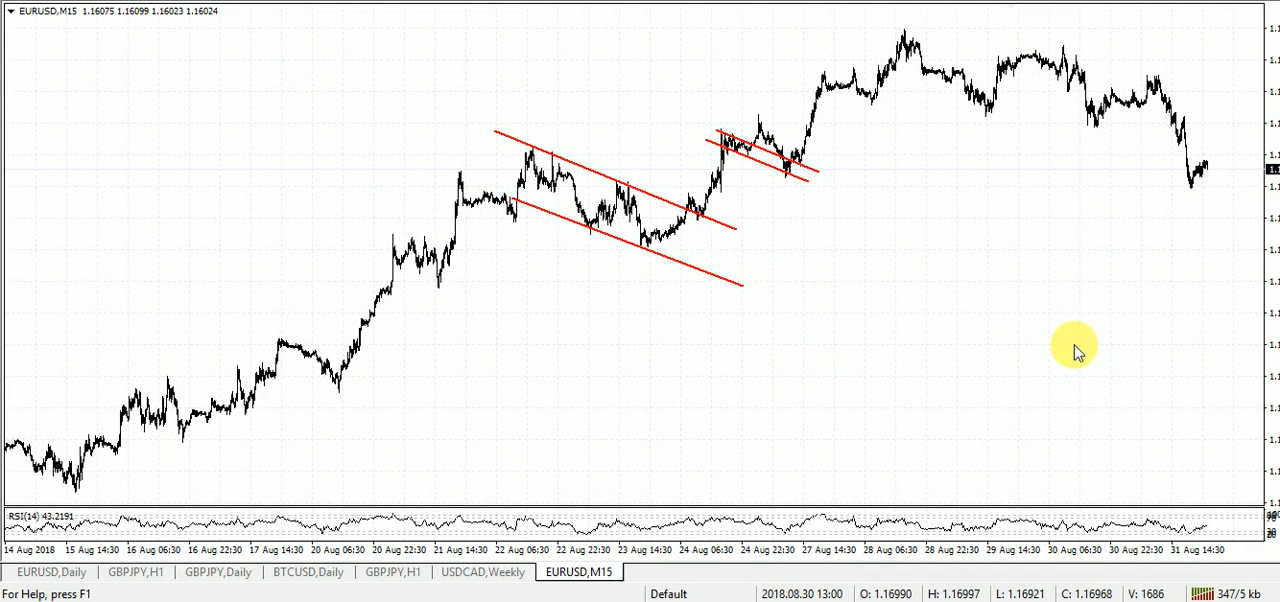 EURUSD,M15 1.16075 1.16099 1.16023 1.16024
RSI(14) 43.2191
14 Aug 2018 15 Aug 14:30 16 Aug 06:30 16 Aug 22:30 17 Aug 14:30 20 Aug 06:30 20 Aug 22:30 21 Aug 14:30 22 Aug 06:30 22 Aug 22:30 23 Aug 14:30 24 Aug 06:30 24 Aug 22:30 27 Aug 14:30 28 Aug 06:30 28 Aug 22:30 29 Aug 14:30 30 Aug 06:30 30 Aug 22:30 31 Aug 14:30
EURUSD,Daily GBPJPY,H1 GBPJPY,Daily BTCUSD,Daily GBPJPY,H1 USDCAD,Weekly EURUSD,M15
For Help, press F1 Default 2018.08.30 13:00 O: 1.16990 H: 1.16997 L: 1.16921 C: 1.16968 V: 1686 347/5 kb